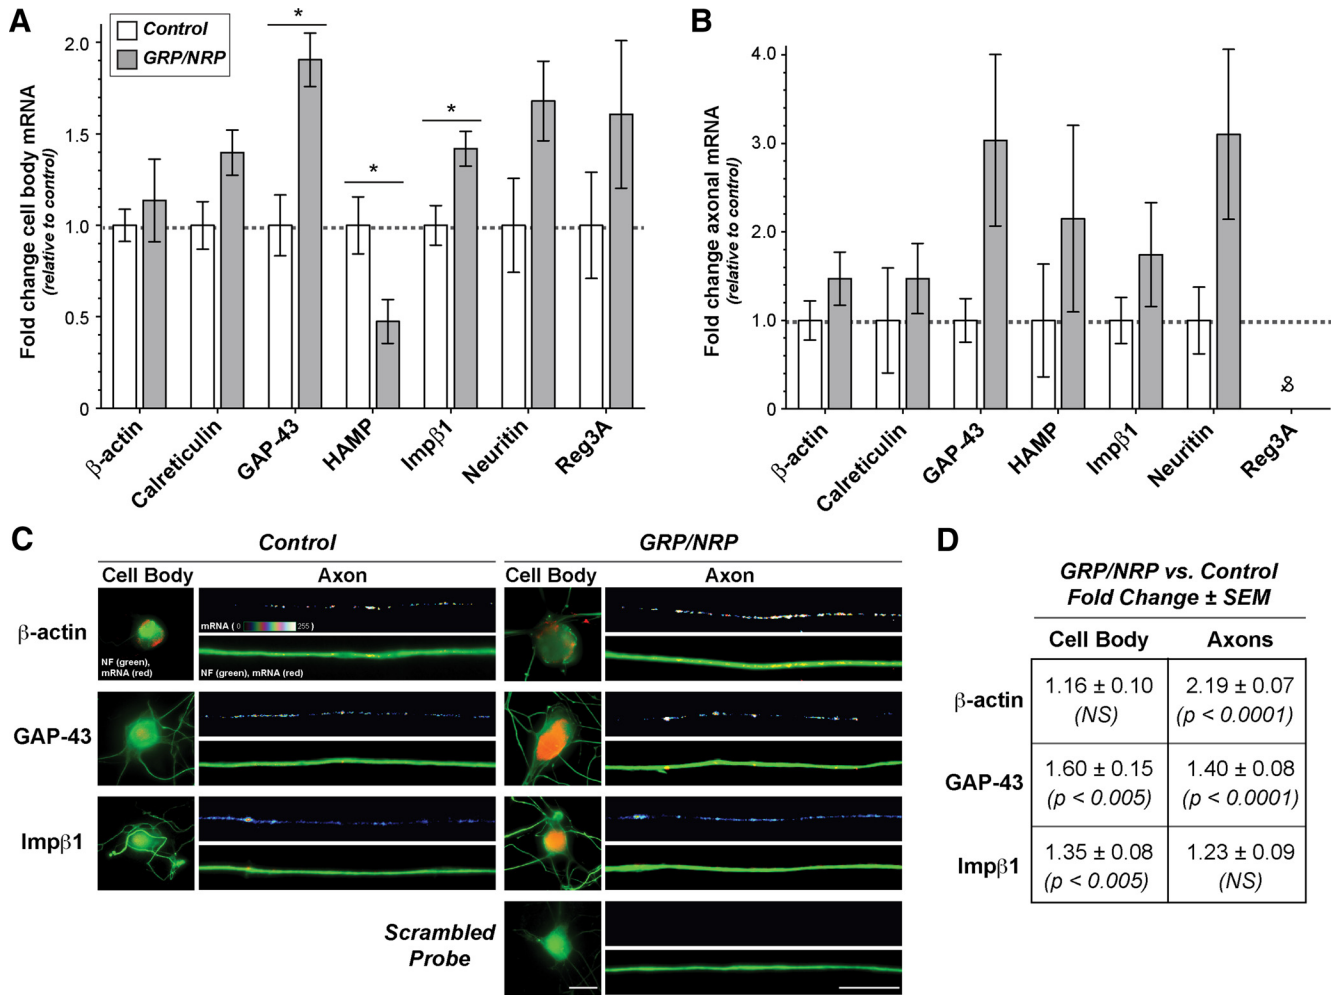 A
Control
GRP/NRP
Fold change cell body mRNA
(relative to control)
2.0
1.5
1.0
0.5
0
*
*
*
β-actin
Calreticulin
GAP-43
HAMP
Impβ1
Neuritin
Reg3A
B
Fold change axonal mRNA
(relative to control)
4.0
3.0
2.0
1.0
0
β-actin
Calreticulin
GAP-43
HAMP
Impβ1
Neuritin
Reg3A
C
Control
GRP/NRP
Cell Body
Axon
Cell Body
Axon
β-actin
mRNA ( 0 255 )
NF (green),
mRNA (red)
NF (green), mRNA (red)
GAP-43
Impβ1
Scrambled
Probe
D
GRP/NRP vs. Control
Fold Change ± SEM
Cell Body Axons
β-actin
1.16 ± 0.10 2.19 ± 0.07
(NS) (p < 0.0001)
GAP-43
1.60 ± 0.15 1.40 ± 0.08
(p < 0.005) (p < 0.0001)
Impβ1
1.35 ± 0.08 1.23 ± 0.09
(p < 0.005) (NS)